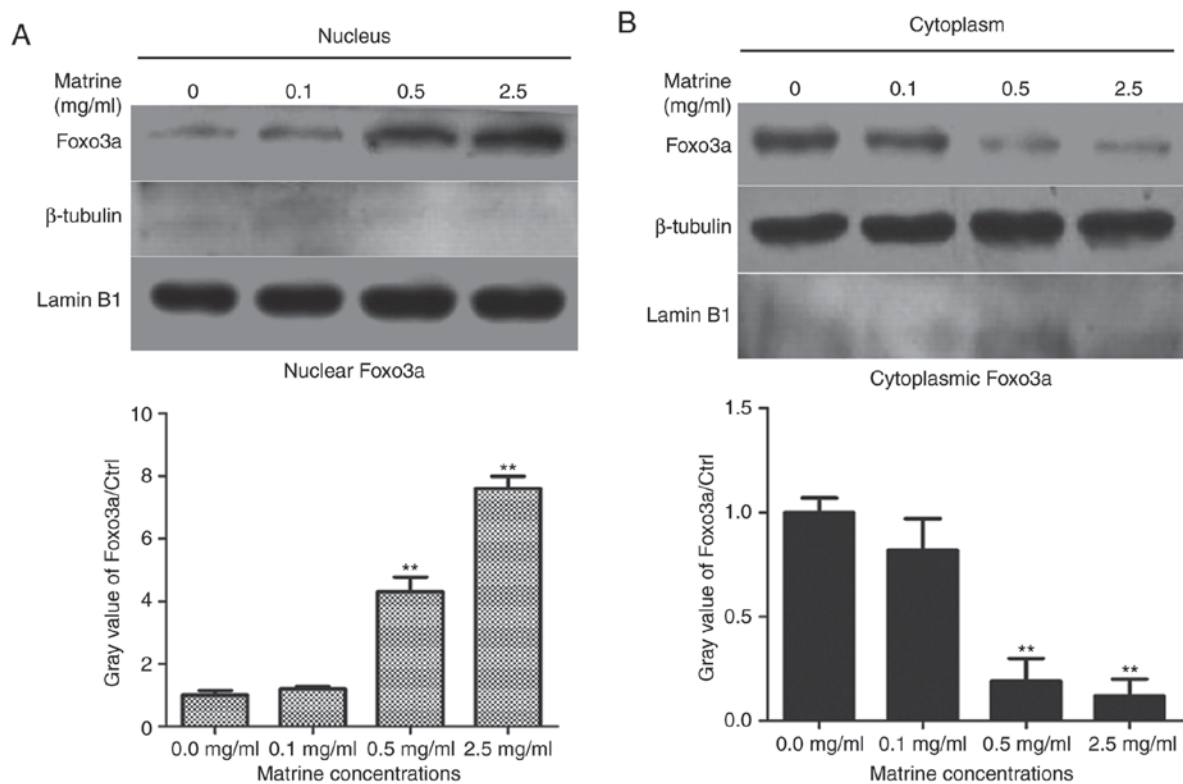 A
Nucleus
Matrine
(mg/ml)
0 0.1 0.5 2.5
Foxo3a
β-tubulin
Lamin B1
Nuclear Foxo3a
Gray value of Foxo3a/Ctrl
10
8
6
4
2
0
**
**
0.0 mg/ml 0.1 mg/ml 0.5 mg/ml 2.5 mg/ml
Matrine concentrations
B
Cytoplasm
Matrine
(mg/ml)
0 0.1 0.5 2.5
Foxo3a
β-tubulin
Lamin B1
Cytoplasmic Foxo3a
Gray value of Foxo3a/Ctrl
1.5
1.0
0.5
0.0
**
**
0.0 mg/ml 0.1 mg/ml 0.5 mg/ml 2.5 mg/ml
Matrine concentrations